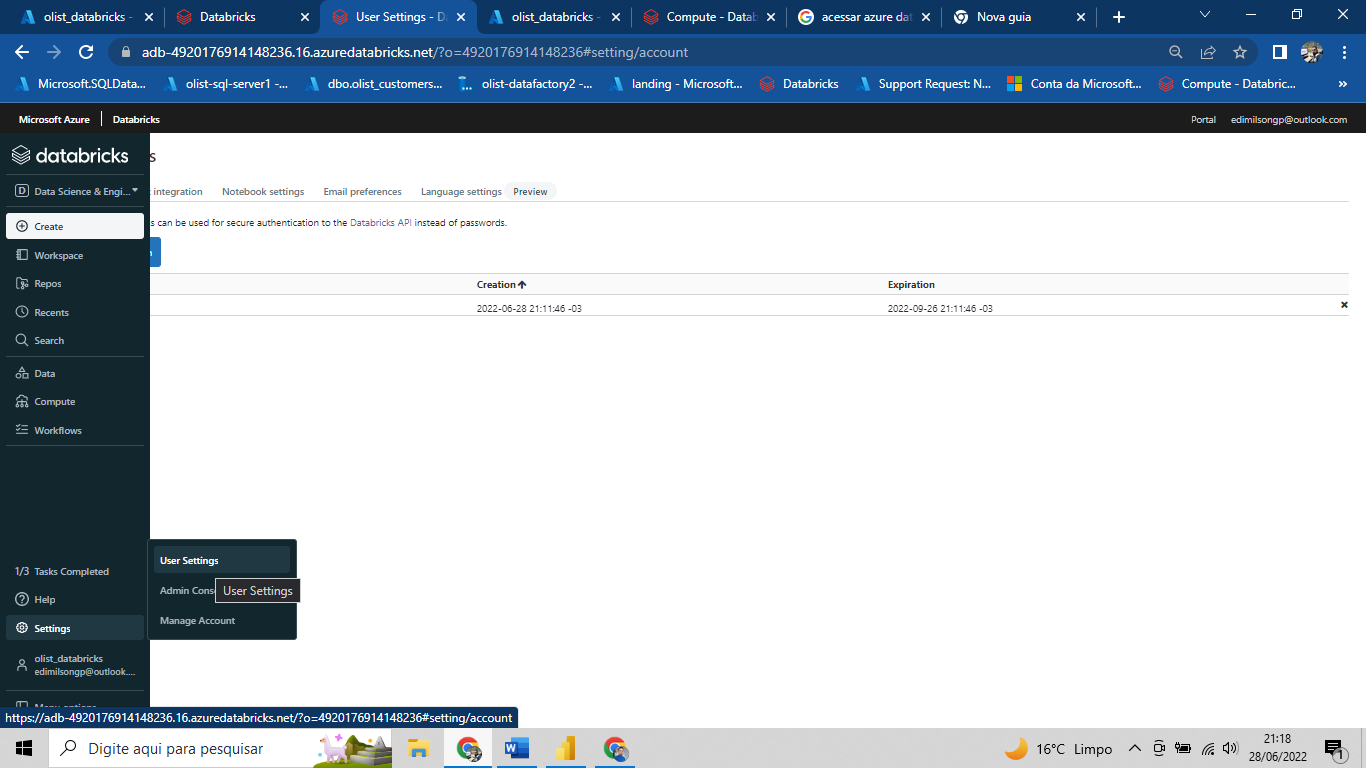 olist_databricks -
Databricks
User Settings - D
olist_databricks -
Compute - Datab
acessar azure dat
Nova guia
adb-4920176914148236.16.azuredatabricks.net/?o=4920176914148236#setting/account
Microsoft.SQLData...
olist-sql-server1 -...
dbo.olist_customers...
olist-datafactory2 -...
landing - Microsoft...
Databricks
Support Request: N...
Conta da Microsoft...
Compute - Databric...
»
Microsoft Azure
Databricks
Portal
edimilsongp@outlook.com
databricks
s
D Data Science & Engi...
integration
Notebook settings
Email preferences
Language settings
Preview
s can be used for secure authentication to the Databricks API instead of passwords.
Create
Workspace
Repos
Recents
Search
Data
Compute
Workflows
Creation
Expiration
2022-06-28 21:11:46 -03
2022-09-26 21:11:46 -03
1/3 Tasks Completed
Help
Settings
olist_databricks
edimilsongp@outlook....
User Settings
Admin Cons
User Settings
Manage Account
Menu options
https://adb-4920176914148236.16.azuredatabricks.net/?o=4920176914148236#setting/account
Digite aqui para pesquisar
16°C Limpo
21:18
28/06/2022
1